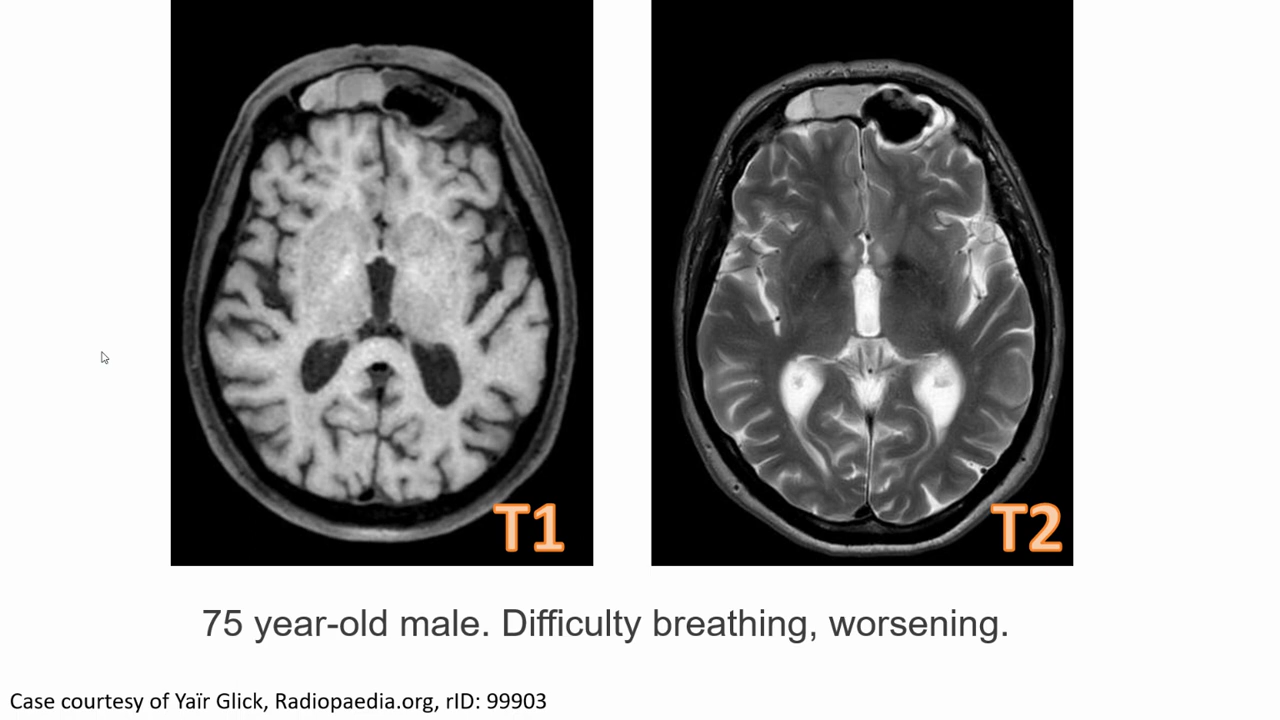 T1
T2
75 year-old male. Difficulty breathing, worsening.
Case courtesy of Yaïr Glick, Radiopaedia.org, rID: 99903